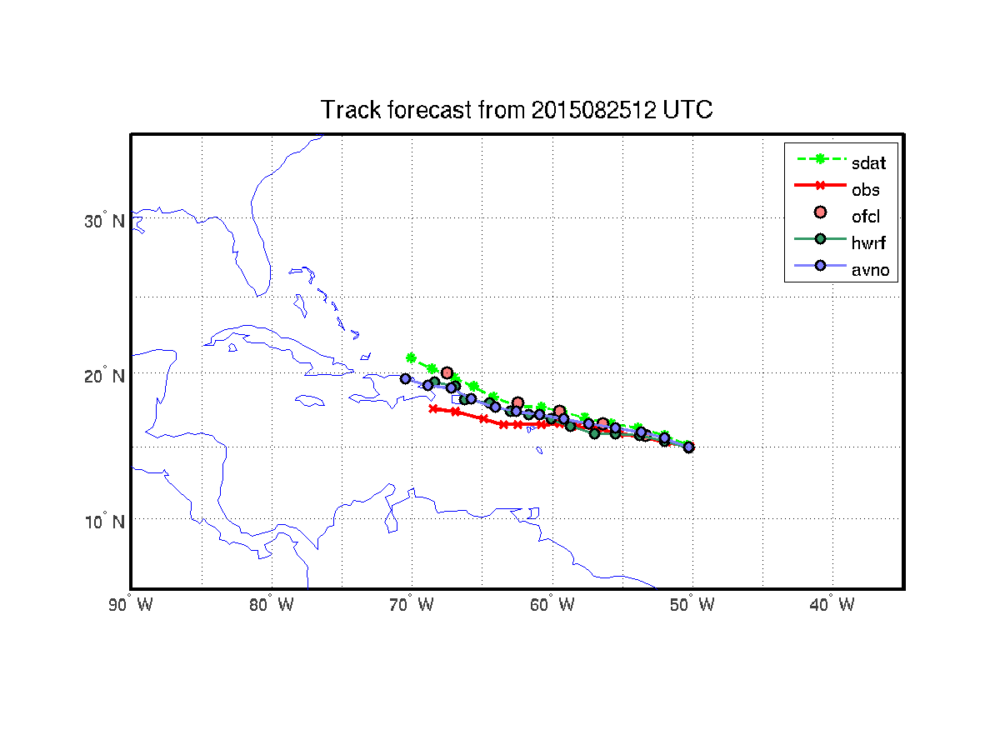 Track forecast from 2015082512 UTC
sdat
obs
ofcl
hwrf
avno
30° N
20° N
10° N
90° W
80° W
70° W
60° W
50° W
40° W